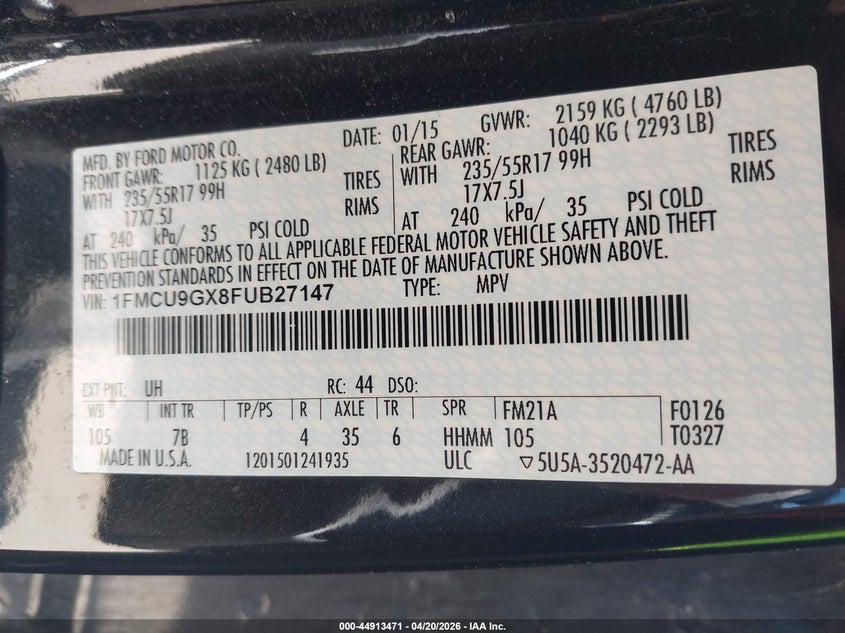 MFD. BY FORD MOTOR CO. DATE: 01/15 GVWR: 2159 KG ( 4760 LB)
FRONT GAWR: 1125 KG ( 2480 LB) REAR GAWR: 1040 KG ( 2293 LB)
WITH 235/55R17 99H TIRES WITH 235/55R17 99H TIRES
17X7.5J RIMS 17X7.5J RIMS
AT 240 kPa/ 35 PSI COLD AT 240 kPa/ 35 PSI COLD
THIS VEHICLE CONFORMS TO ALL APPLICABLE FEDERAL MOTOR VEHICLE SAFETY AND THEFT
PREVENTION STANDARDS IN EFFECT ON THE DATE OF MANUFACTURE SHOWN ABOVE.
VIN: 1FMCU9GX8FUB27147 TYPE: MPV
EXT PNT: UH RC: 44 DSO:
WB INT TR TP/PS R AXLE TR SPR FM21A F0126
105 7B 4 35 6 HHMM 105 T0327
MADE IN U.S.A. 1201501241935 ULC ▽5U5A-3520472-AA
000-44913471 | 04/20/2026 | IAA Inc.